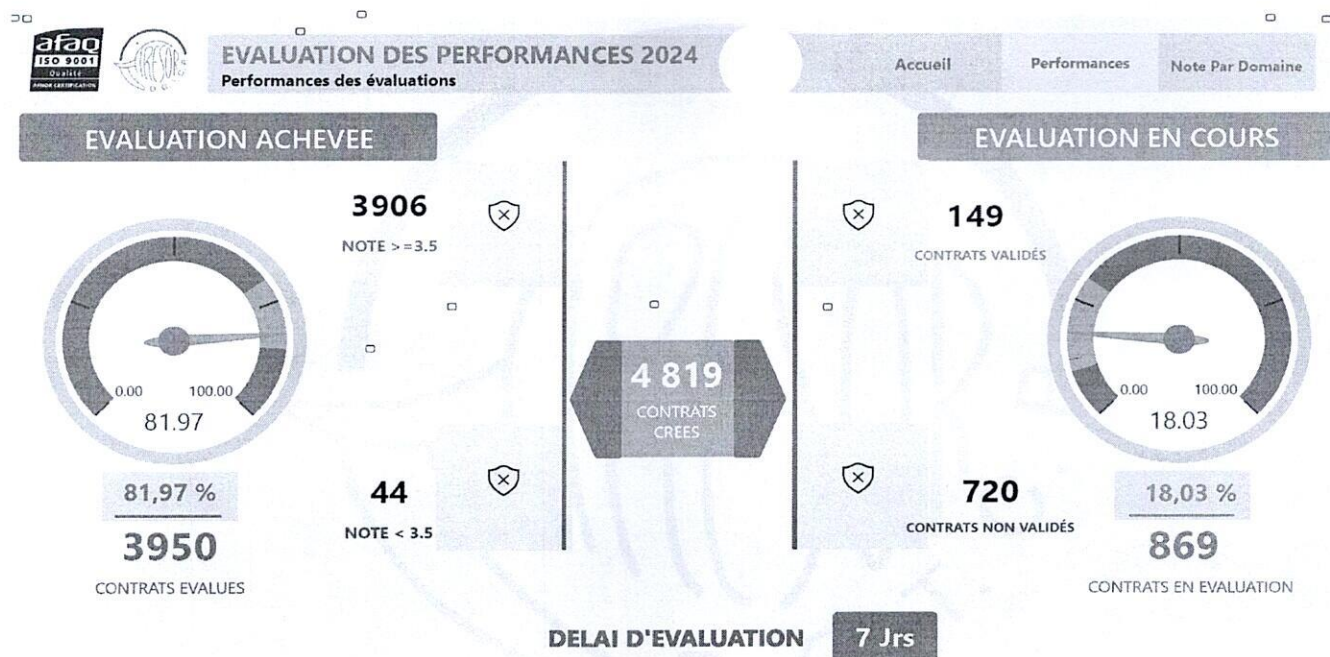 afaq
ISO 9001
Qualité
AFNOR CERTIFICATION
EVALUATION DES PERFORMANCES 2024
Performances des évaluations
Accueil
Performances
Note Par Domaine
EVALUATION ACHEVEE
EVALUATION EN COURS
3906
NOTE >=3.5
149
CONTRATS VALIDÉS
0.00
100.00
81.97
4 819
CONTRATS
CREES
0.00
100.00
18.03
81,97 %
3950
CONTRATS EVALUES
44
NOTE < 3.5
720
CONTRATS NON VALIDÉS
18,03 %
869
CONTRATS EN EVALUATION
DELAI D'EVALUATION
7 Jrs